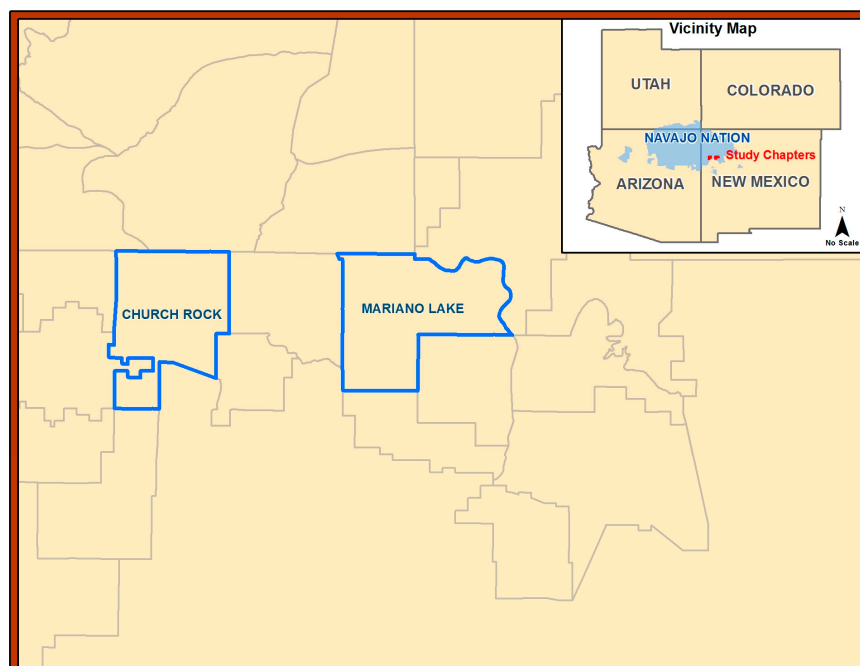 Vicinity Map
UTAH
COLORADO
NAVAJO NATION
Study Chapters
ARIZONA
NEW MEXICO
N
No Scale
CHURCH ROCK
MARIANO LAKE